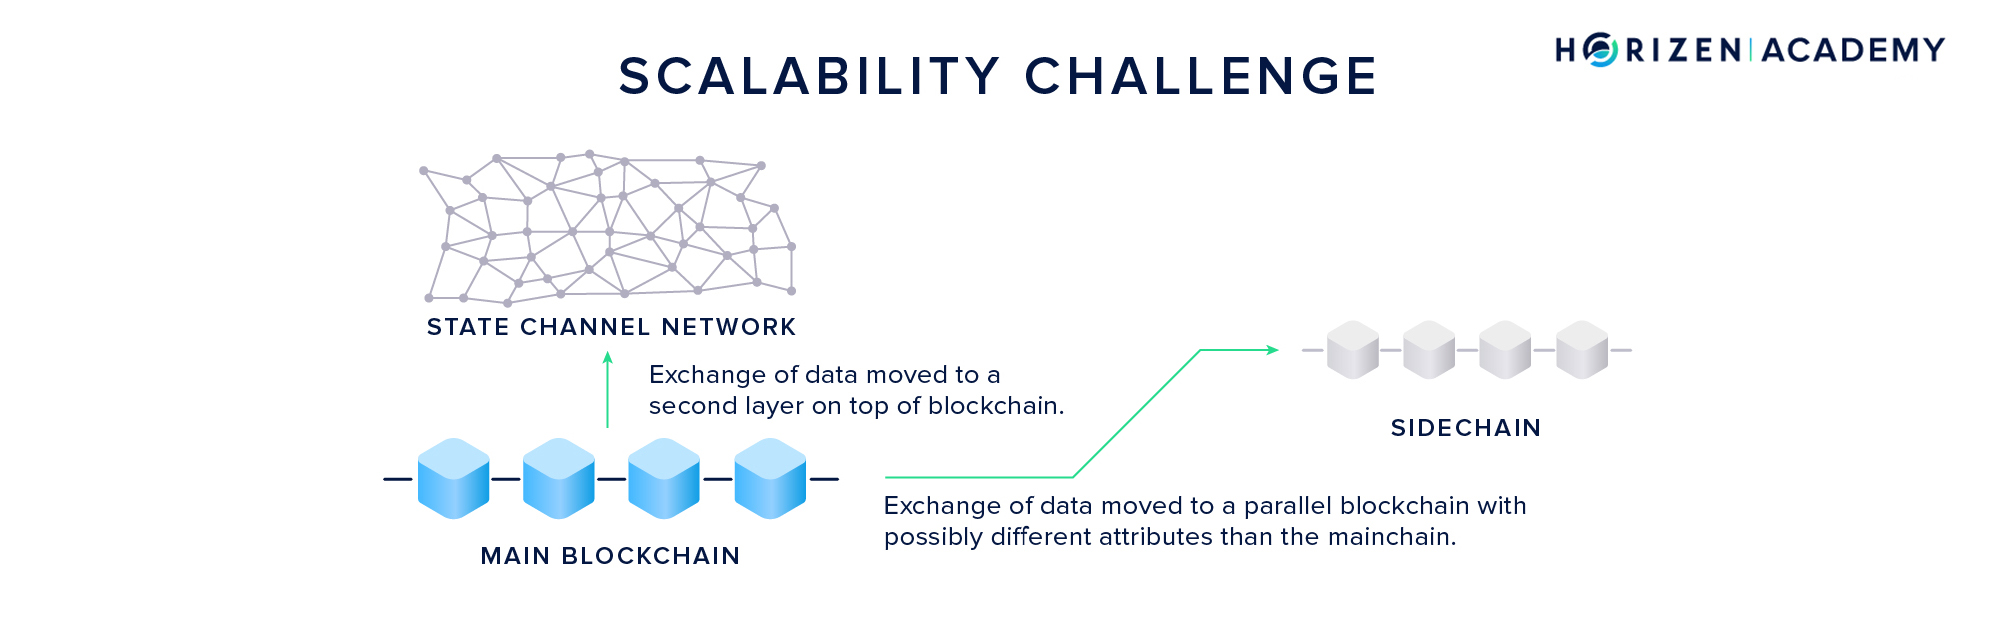 HORIZEN | ACADEMY
SCALABILITY CHALLENGE
STATE CHANNEL NETWORK
Exchange of data moved to a
second layer on top of blockchain.
SIDECHAIN
Exchange of data moved to a parallel blockchain with
possibly different attributes than the mainchain.
MAIN BLOCKCHAIN